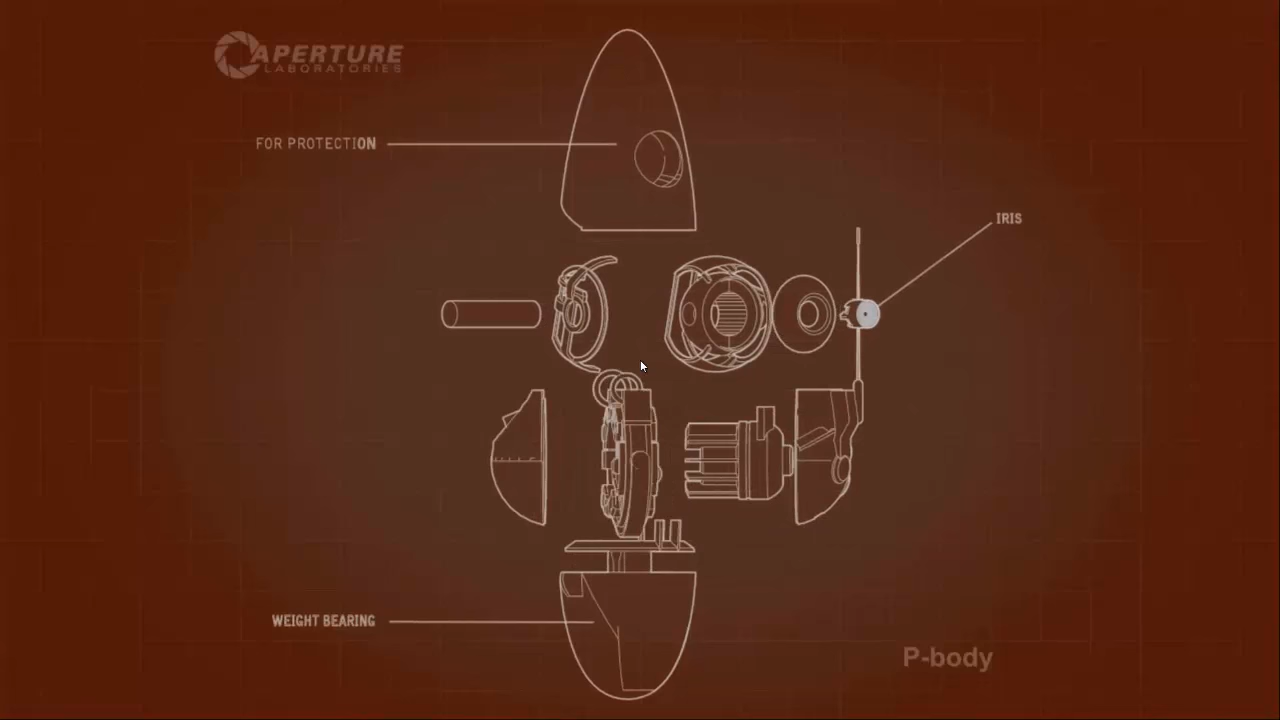 APERTURE
LABORATORIES
FOR PROTECTION
IRIS
WEIGHT BEARING
P-body